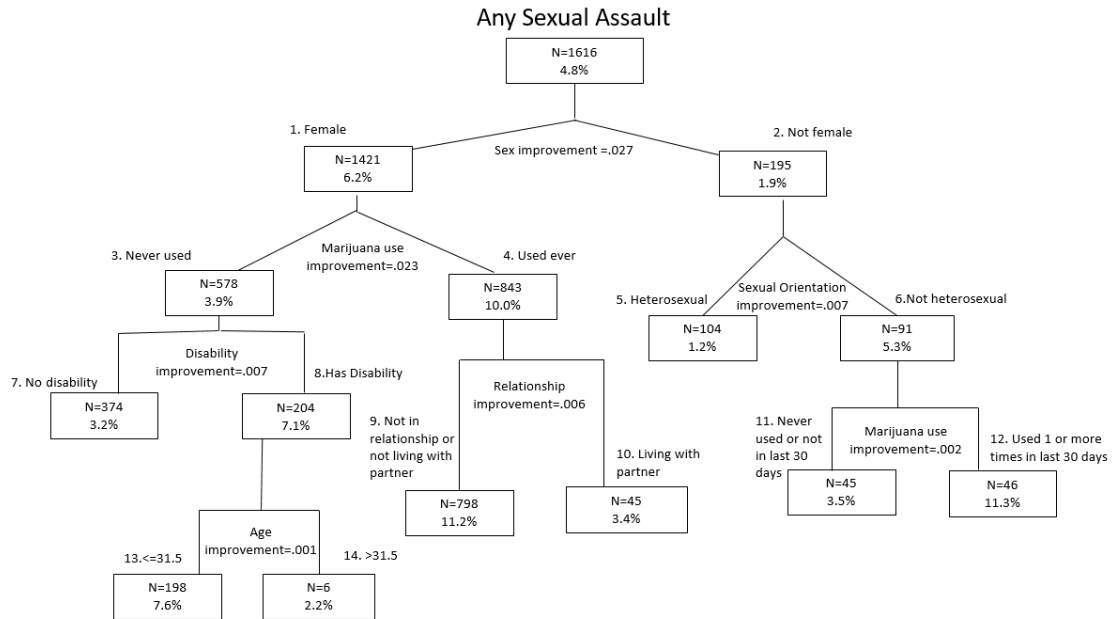 Any Sexual Assault
N=1616
4.8%
1. Female
2. Not female
Sex improvement =.027
N=1421
6.2%
N=195
1.9%
3. Never used
Marijuana use
improvement=.023
4. Used ever
N=578
3.9%
N=843
10.0%
5. Heterosexual
Sexual Orientation
improvement=.007
6.Not heterosexual
N=104
1.2%
N=91
5.3%
7. No disability
Disability
improvement=.007
8.Has Disability
N=374
3.2%
N=204
7.1%
9. Not in
relationship or
not living with
partner
Relationship
improvement=.006
10. Living with
partner
N=798
11.2%
N=45
3.4%
11. Never
used or not
in last 30
days
Marijuana use
improvement=.002
12. Used 1 or more
times in last 30 days
N=45
3.5%
N=46
11.3%
13.<=31.5
Age
improvement=.001
14. >31.5
N=198
7.6%
N=6
2.2%